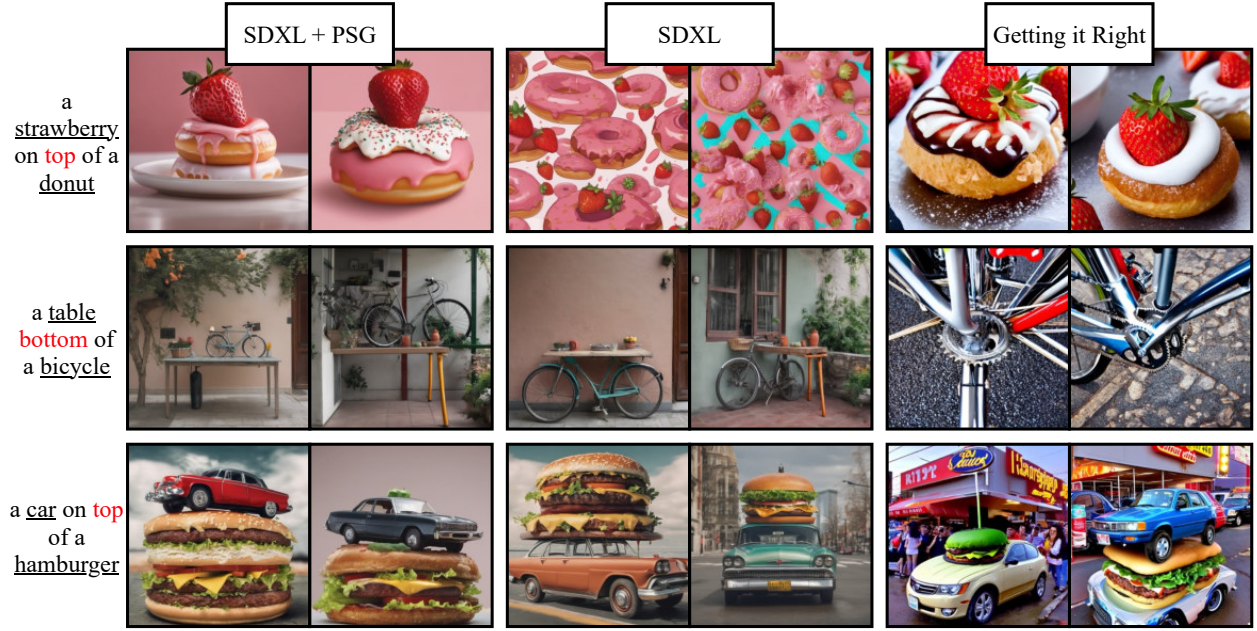 SDXL + PSG
SDXL
Getting it Right
a
strawberry
on top of a
donut
a table
bottom of
a bicycle
a car on top
of a
hamburger